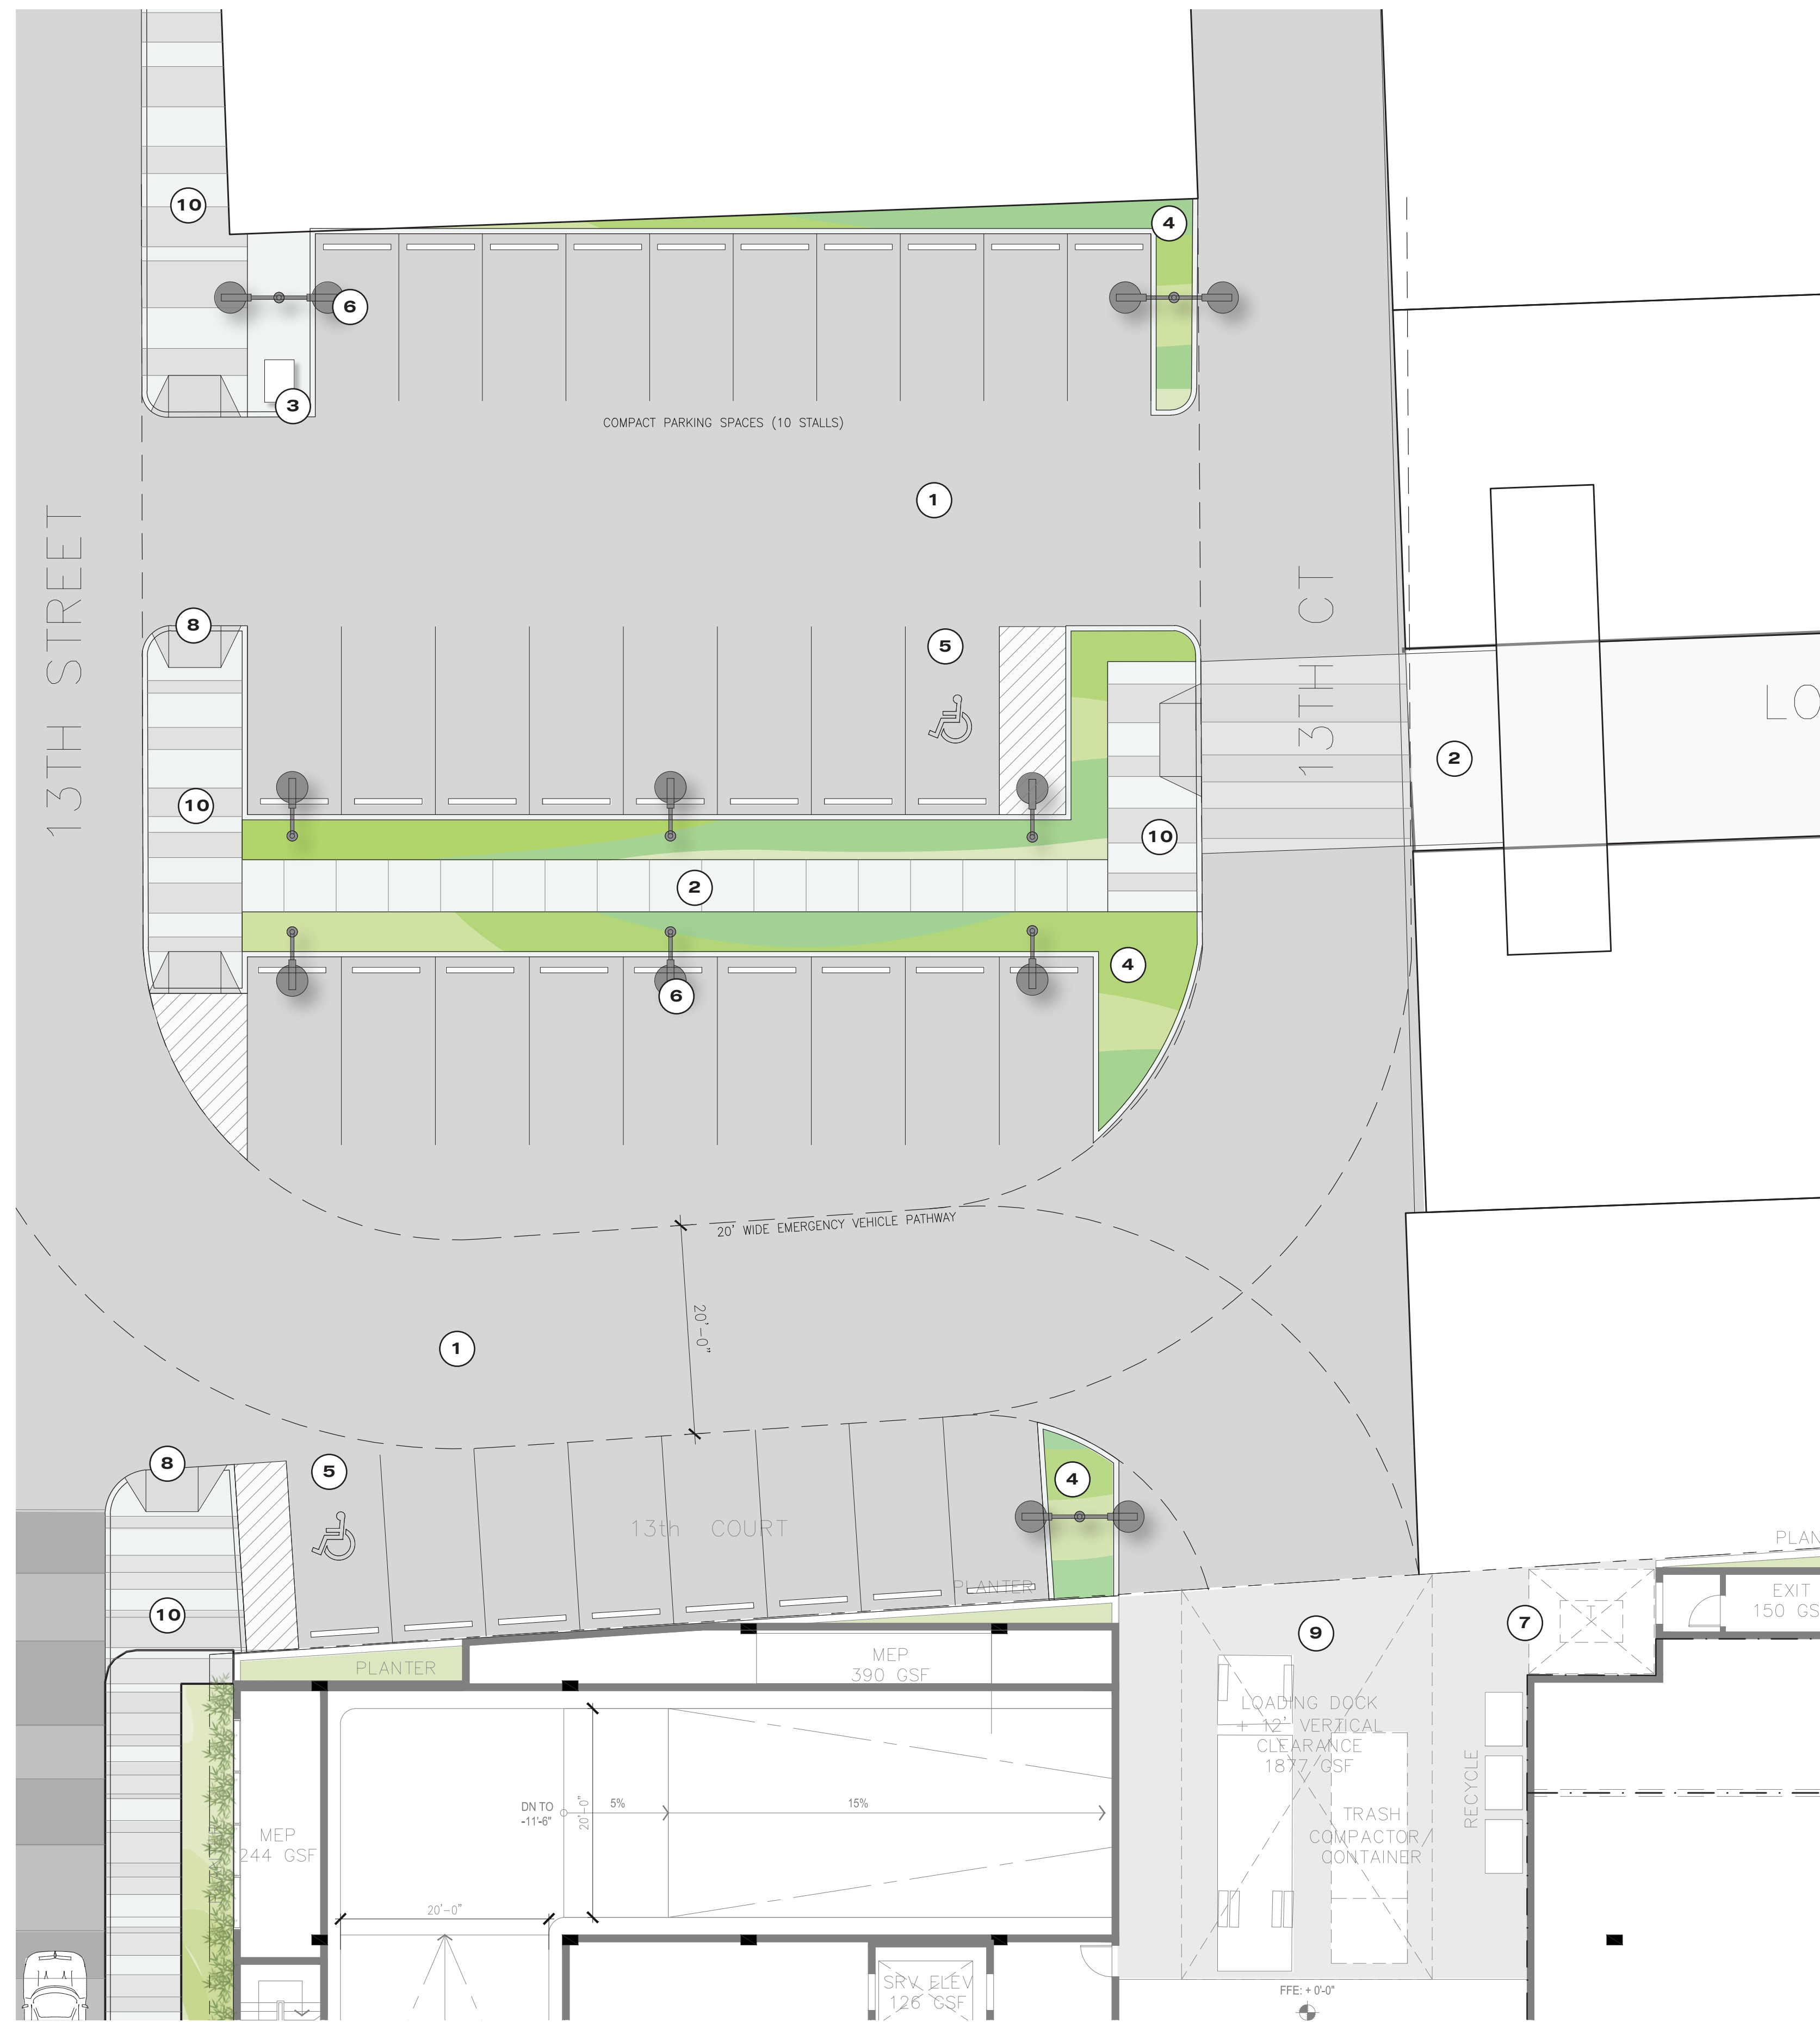 10
4
6
3
COMPACT PARKING SPACES (10 STALLS)
1
13TH STREET
13TH CT
8
5
2
10
10
2
4
6
20' WIDE EMERGENCY VEHICLE PATHWAY
20'-0"
1
8
5
4
13th COURT
PLANTER
10
9
7
EXIT
PLANTER
MEP
390 GSF
LOADING DOCK
+ 12' VERTICAL
CLEARANCE
1877 GSF
RECYCLE
TRASH
COMPACTOR/
CONTAINER
DN TO
-11'-6"
5%
20'-0"
15%
MEP
244 GSF
20'-0"
SRV ELEV
126 GSF
FFE: + 0'-0"